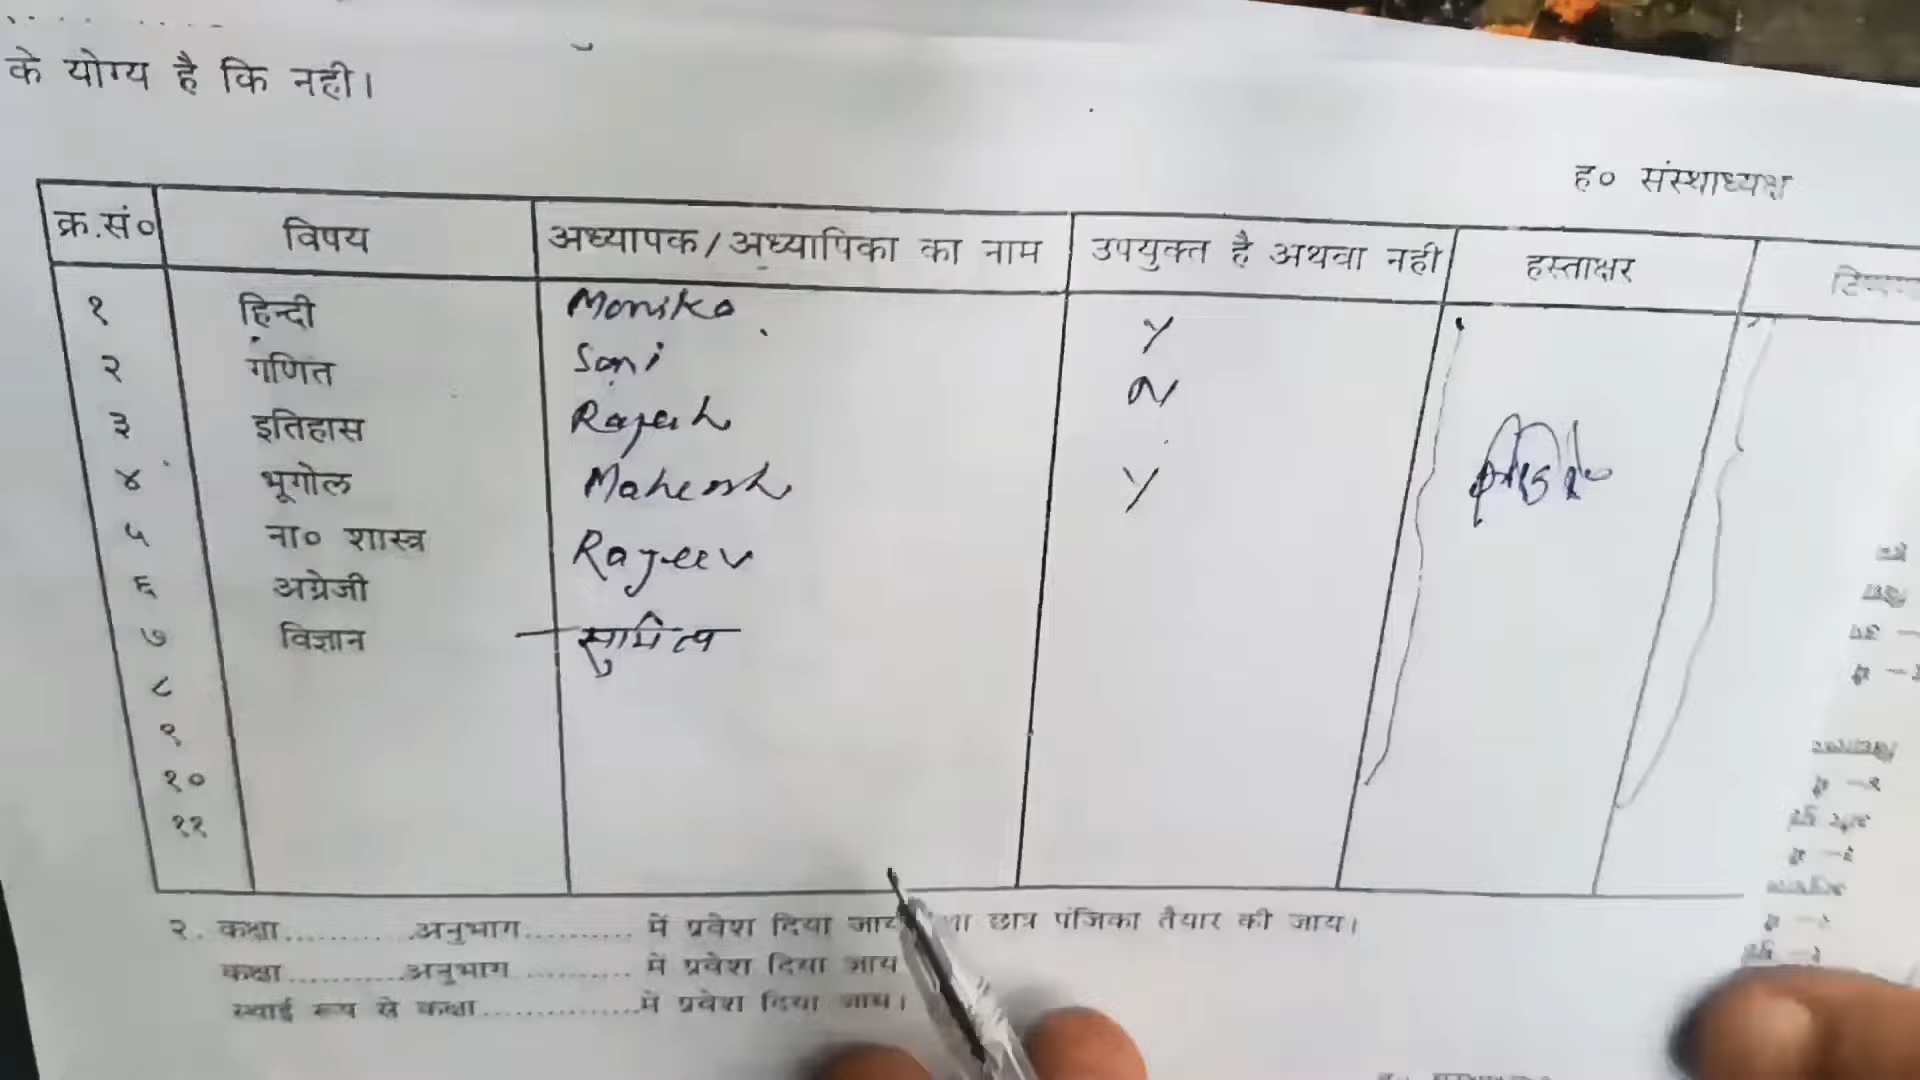 के योग्य है कि नही।
ह० संस्थाध्यक्ष
क्र.सं० विषय अध्यापक/अध्यापिका का नाम उपयुक्त है अथवा नही हस्ताक्षर
१ हिन्दी Monika Y
२ गणित Soni N
३ इतिहास Rajesh
४ भूगोल Mahesh Y
५ ना० शास्त्र Rajeev
६ अग्रेजी
७ विज्ञान
८
९
१०
११
२. कक्षा............अनुभाग........... में प्रवेश दिया जाय छात्र पंजिका तैयार की जाय।
कक्षा............अनुभाग........... में प्रवेश दिया जाय
स्थाई रूप से कक्षा................में प्रवेश दिया जाय।